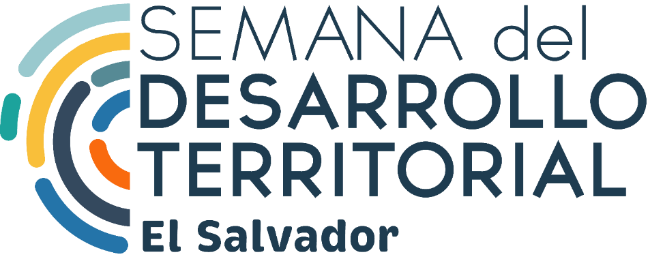 SEMANA del
DESARROLLO
TERRITORIAL
El Salvador